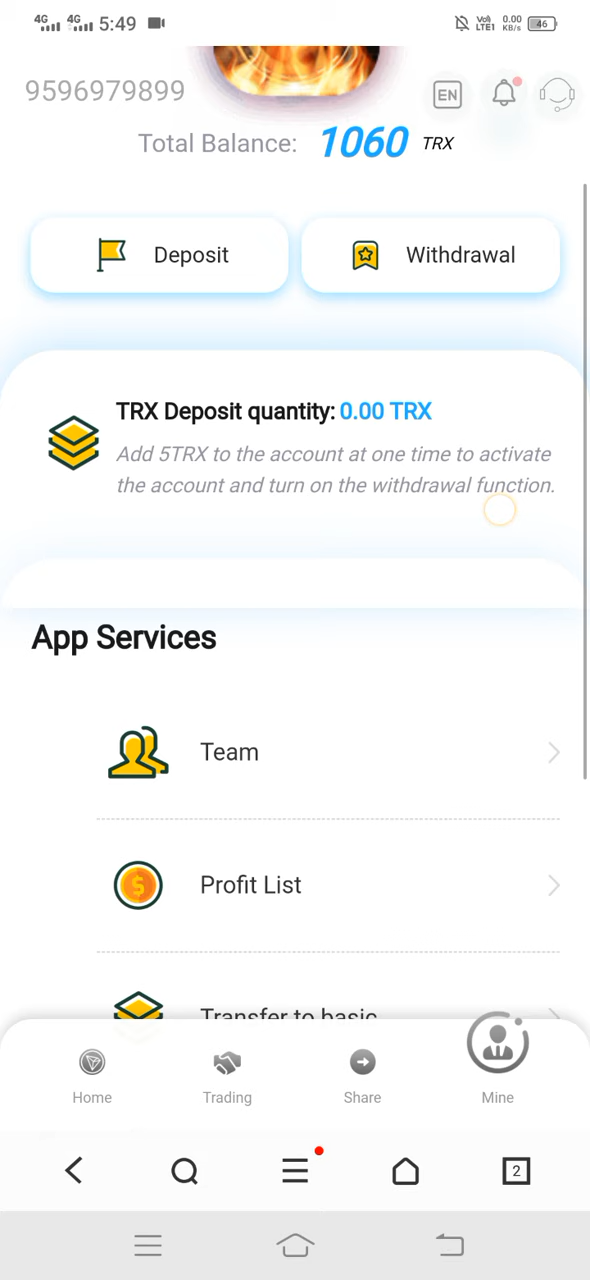 4G 4G 5:49 Vo) LTE1 0.00 KB/s 46
9596979899 EN
Total Balance: 1060 TRX
Deposit Withdrawal
TRX Deposit quantity: 0.00 TRX
Add 5TRX to the account at one time to activate
the account and turn on the withdrawal function.
App Services
Team
Profit List
Transfer to basic
Home Trading Share Mine
2